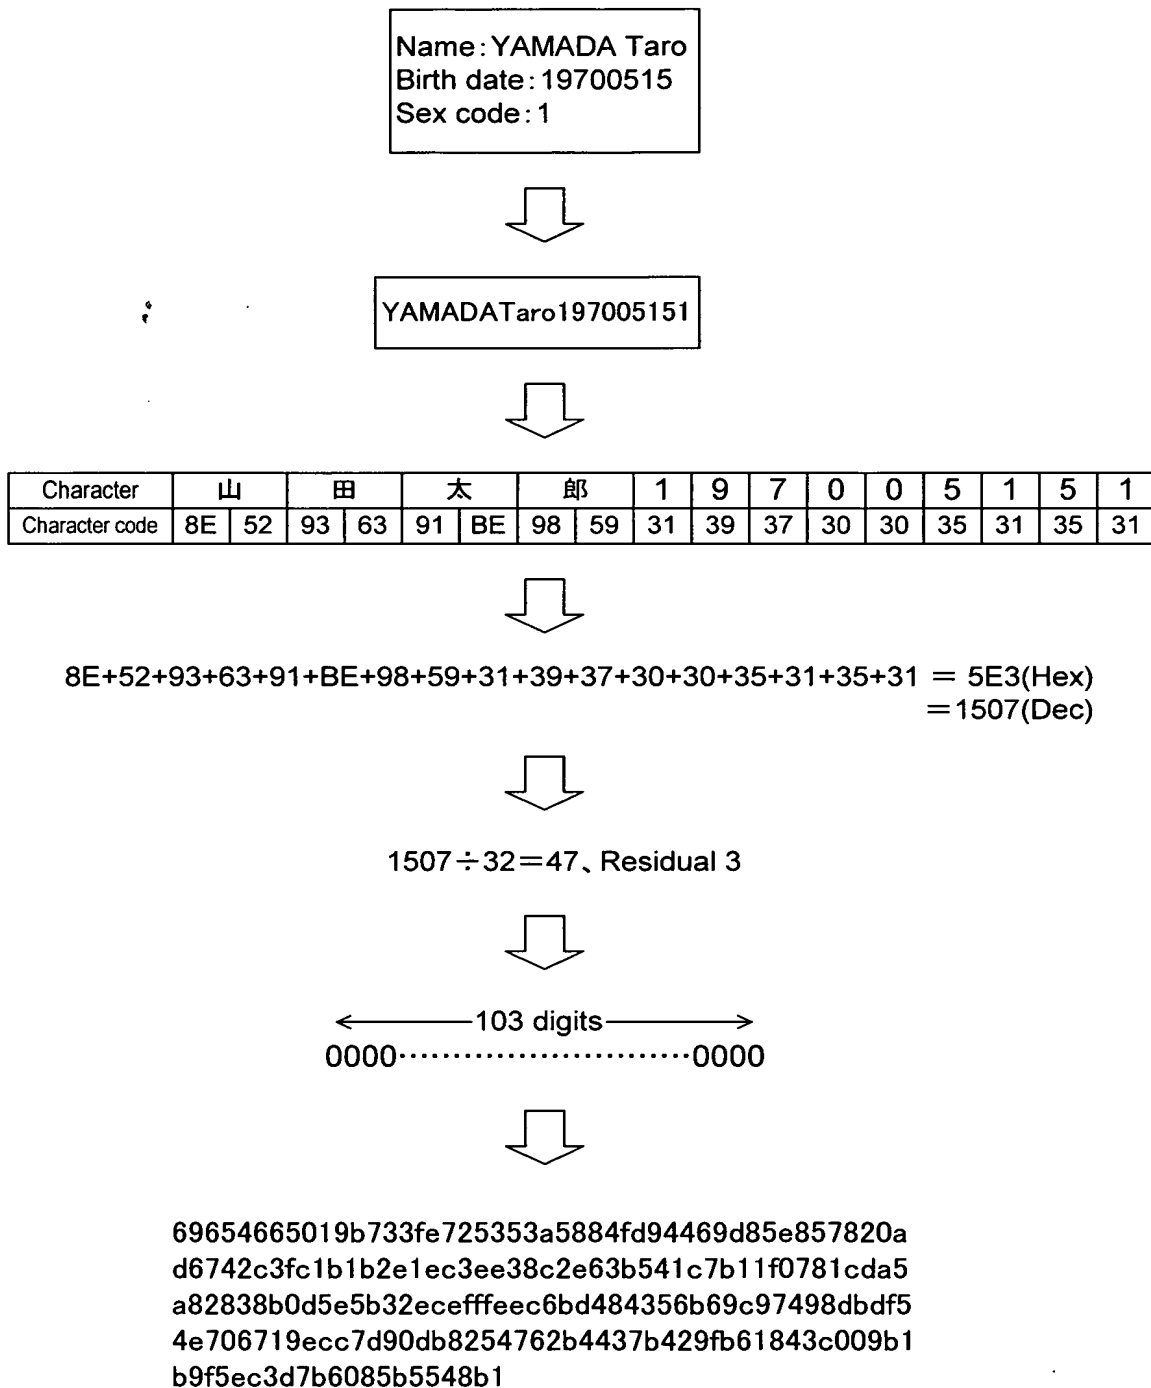 Name:YAMADA Taro
Birth date:19700515
Sex code:1
YAMADATaro197005151
Character 山 田 太 郎 1 9 7 0 0 5 1 5 1
Character code 8E 52 93 63 91 BE 98 59 31 39 37 30 30 35 31 35 31
8E+52+93+63+91+BE+98+59+31+39+37+30+30+35+31+35+31 = 5E3(Hex)
=1507(Dec)
1507÷32=47、Residual 3
103 digits
0000···························0000
69654665019b733fe725353a5884fd94469d85e857820a
d6742c3fc1b1b2e1ec3ee38c2e63b541c7b11f0781cda5
a82838b0d5e5b32ecefffeec6bd484356b69c97498dbdf5
4e706719ecc7d90db8254762b4437b429fb61843c009b1
b9f5ec3d7b6085b5548b1